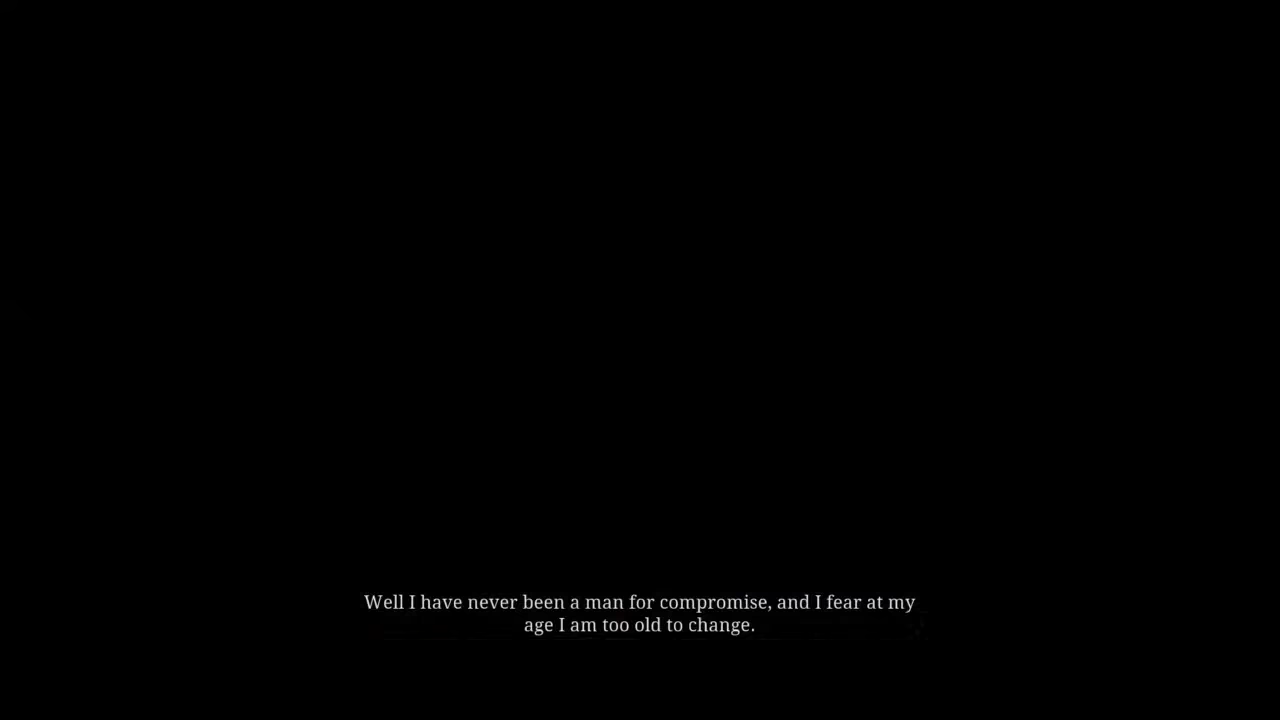 Well I have never been a man for compromise, and I fear at my
age I am too old to change.